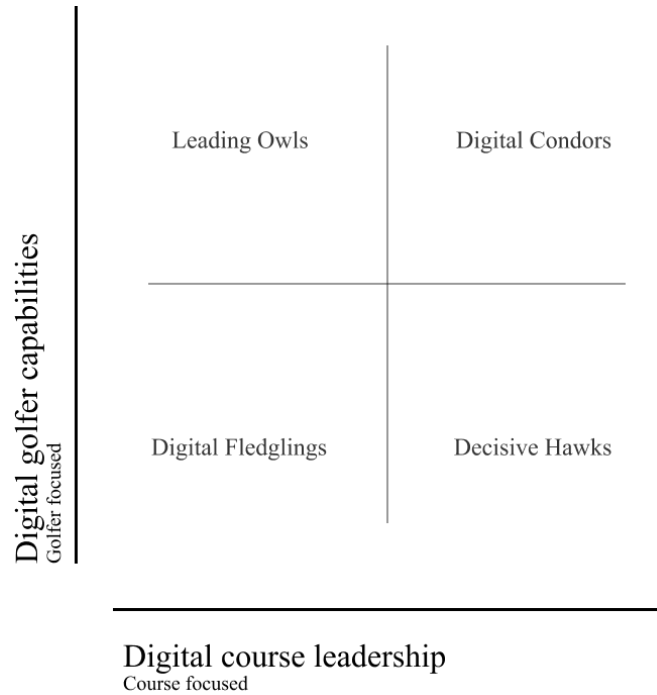 Leading Owls
Digital Condors
Digital golfer capabilities
Golfer focused
Digital Fledglings
Decisive Hawks
Digital course leadership
Course focused